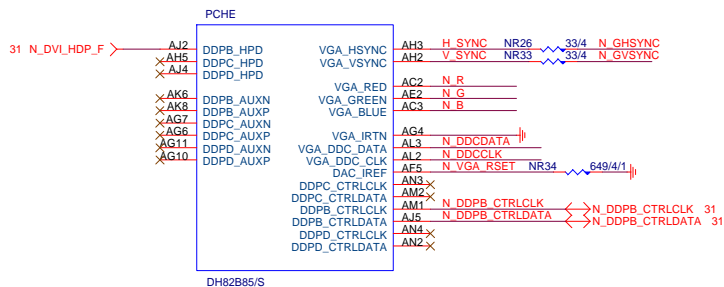 PCHE
31 N_DVI_HDP_F AJ2 DDPB_HPD VGA_HSYNC AH3 H_SYNC NR26 33/4 N_GHSYNC
AH5 DDPC_HPD VGA_VSYNC AH2 V_SYNC NR33 33/4 N_GVSYNC
AJ4 DDPD_HPD
VGA_RED AC2 N_R
AK6 DDPB_AUXN VGA_GREEN AE2 N_G
AK8 DDPB_AUXP VGA_BLUE AC3 N_B
AG7 DDPC_AUXN
AG6 DDPC_AUXP VGA_IRTN AG4
AG11 DDPD_AUXN VGA_DDC_DATA AL3 N_DDCDATA
AG10 DDPD_AUXP VGA_DDC_CLK AL2 N_DDCCLK
DAC_IREF AF5 N_VGA_RSET NR34 649/4/1
DDPC_CTRLCLK AN3
DDPC_CTRLDATA AM2
DDPB_CTRLCLK AM1 N_DDPB_CTRLCLK N_DDPB_CTRLCLK 31
DDPB_CTRLDATA AJ5 N_DDPB_CTRLDATA N_DDPB_CTRLDATA 31
DDPD_CTRLCLK AN4
DDPD_CTRLDATA AN2
DH82B85/S